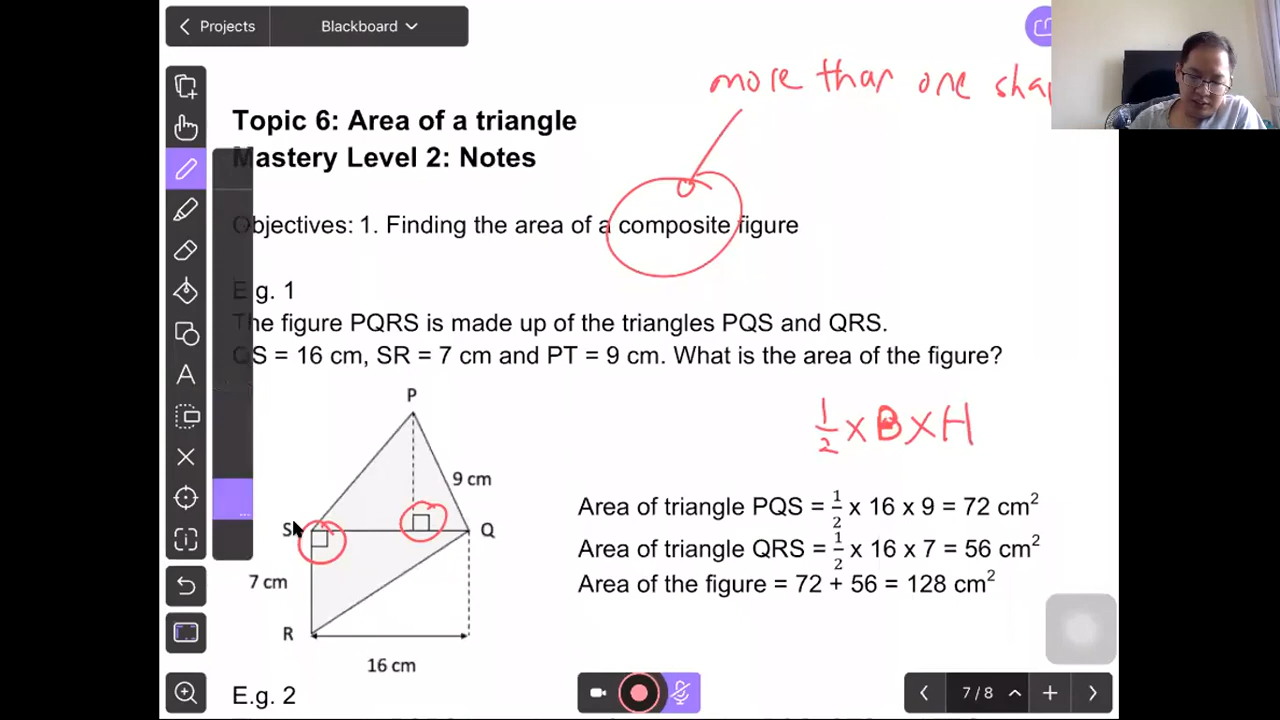 Projects
Blackboard
more than one sha
Topic 6: Area of a triangle
Mastery Level 2: Notes
Objectives: 1. Finding the area of a composite figure
E.g. 1
The figure PQRS is made up of the triangles PQS and QRS.
QS = 16 cm, SR = 7 cm and PT = 9 cm. What is the area of the figure?
P
1/2 x B x H
9 cm
Area of triangle PQS = 1/2 x 16 x 9 = 72 cm²
S
Q
Area of triangle QRS = 1/2 x 16 x 7 = 56 cm²
7 cm
Area of the figure = 72 + 56 = 128 cm²
R
16 cm
E.g. 2
7 / 8